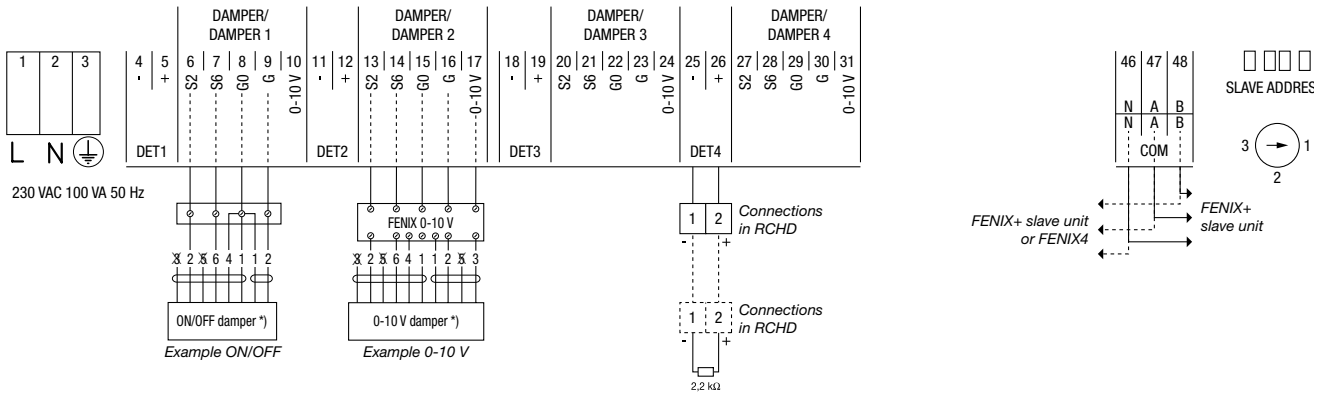 DAMPER/ DAMPER/ DAMPER/ DAMPER/
DAMPER 1 DAMPER 2 DAMPER 3 DAMPER 4
1 2 3 4 5 6 7 8 9 10 11 12 13 14 15 16 17 18 19 20 21 22 23 24 25 26 27 28 29 30 31 46 47 48
- + S2 S6 G0 G 0-10 V - + S2 S6 G0 G 0-10 V - + S2 S6 G0 G 0-10 V - + S2 S6 G0 G 0-10 V
SLAVE ADDRES
N A B
N A B
L N DET1 DET2 DET3 DET4 COM
3 1
2
230 VAC 100 VA 50 Hz
FENIX 0-10 V
1 2 Connections
in RCHD
- +
FENIX+ slave unit
or FENIX4
FENIX+
slave unit
3 2 5 6 4 1 1 2
3 2 5 6 4 1 1 2 5 3
ON/OFF damper *)
0-10 V damper *)
1 2 Connections
in RCHD
- +
Example ON/OFF
Example 0-10 V
2,2 kΩ